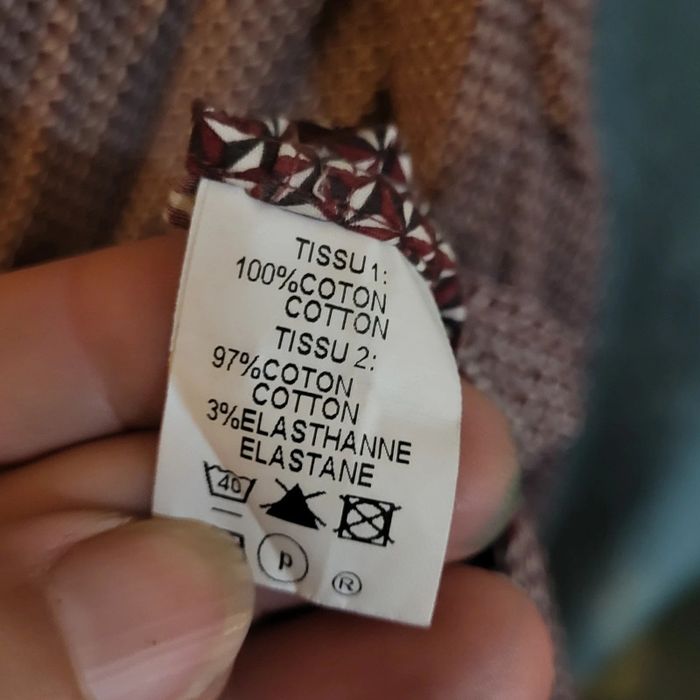 TISSU 1:
100%COTON
COTTON
TISSU 2:
97%COTON
COTTON
3%ELASTHANNE
ELASTANE
40
P
®